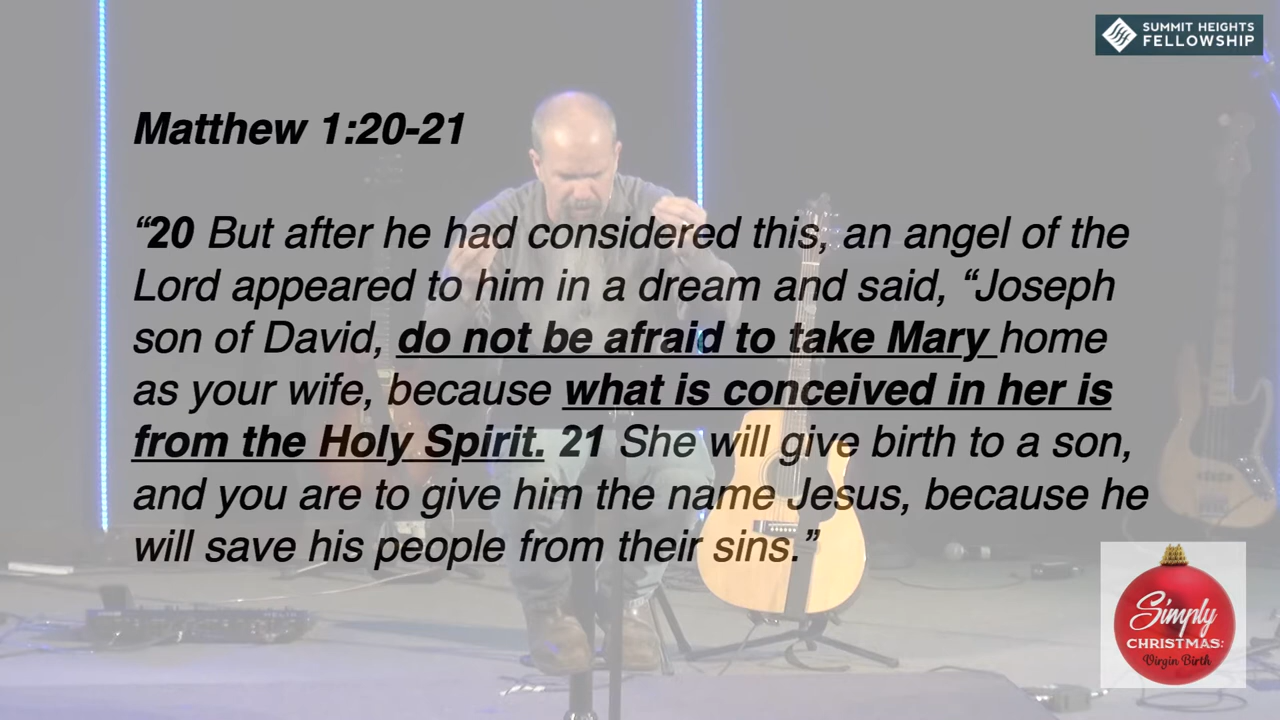 SUMMIT HEIGHTS
FELLOWSHIP
Matthew 1:20-21
“20 But after he had considered this, an angel of the
Lord appeared to him in a dream and said, “Joseph
son of David, do not be afraid to take Mary home
as your wife, because what is conceived in her is
from the Holy Spirit. 21 She will give birth to a son,
and you are to give him the name Jesus, because he
will save his people from their sins.”
Simply
CHRISTMAS:
Virgin Birth